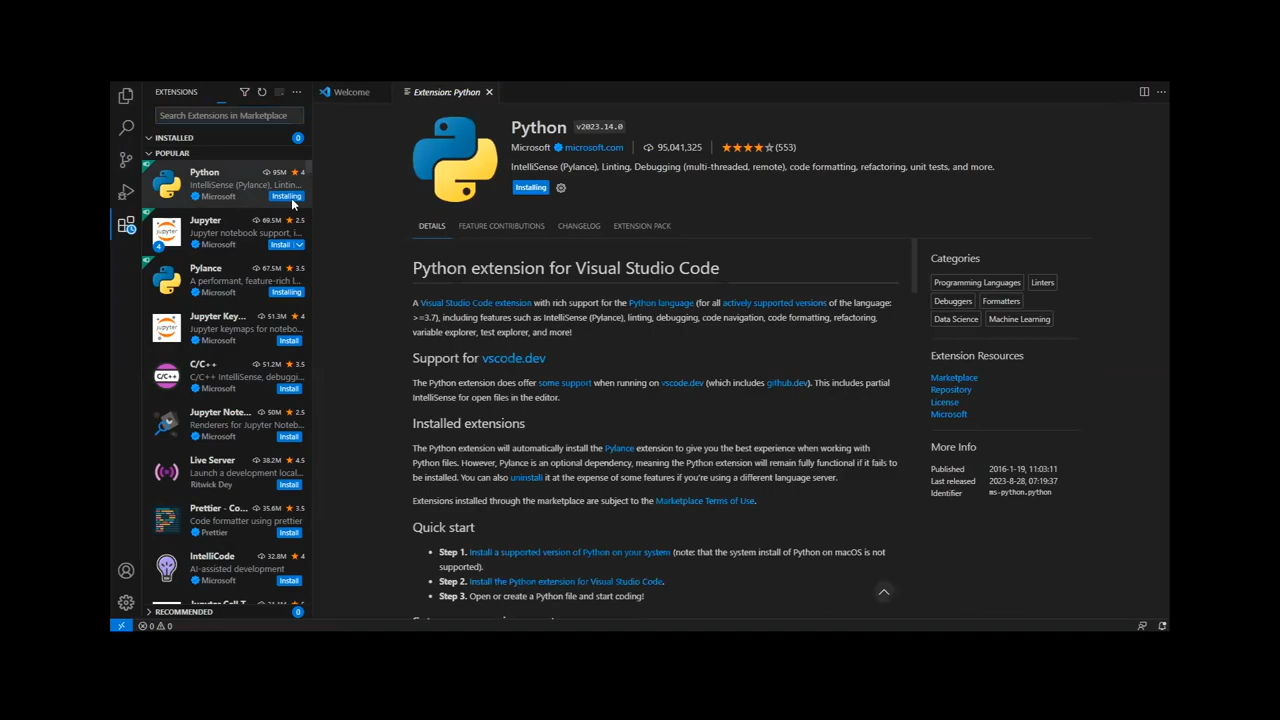 EXTENSIONS
Search Extensions in Marketplace
INSTALLED 0
POPULAR
Python 95M 4
IntelliSense (Pylance), Lintin...
Microsoft Installing
Jupyter 69.5M 2.5
Jupyter notebook support, i...
4 Microsoft Install
Pylance 67.5M 3.5
A performant, feature-rich l...
Microsoft Installing
Jupyter Key... 51.3M 4
Jupyter keymaps for notebo...
Microsoft Install
C/C++ 51.2M 3.5
C/C++ IntelliSense, debuggi...
C/C++
Microsoft Install
Jupyter Note... 50M 2.5
Renderers for Jupyter Noteb...
Microsoft Install
Live Server 38.2M 4.5
Launch a development local...
Ritwick Dey Install
Prettier - Co... 35.6M 3.5
Code formatter using prettier
Prettier Install
IntelliCode 32.8M 4
AI-assisted development
Microsoft Install
RECOMMENDED 0
0 0
Welcome
Extension: Python
Python v2023.14.0
Microsoft microsoft.com 95,041,325 (553)
IntelliSense (Pylance), Linting, Debugging (multi-threaded, remote), code formatting, refactoring, unit tests, and more.
Installing
DETAILS FEATURE CONTRIBUTIONS CHANGELOG EXTENSION PACK
Python extension for Visual Studio Code
A Visual Studio Code extension with rich support for the Python language (for all actively supported versions of the language:
>=3.7), including features such as IntelliSense (Pylance), linting, debugging, code navigation, code formatting, refactoring,
variable explorer, test explorer, and more!
Support for vscode.dev
The Python extension does offer some support when running on vscode.dev (which includes github.dev). This includes partial
IntelliSense for open files in the editor.
Installed extensions
The Python extension will automatically install the Pylance extension to give you the best experience when working with
Python files. However, Pylance is an optional dependency, meaning the Python extension will remain fully functional if it fails to
be installed. You can also uninstall it at the expense of some features if you're using a different language server.
Extensions installed through the marketplace are subject to the Marketplace Terms of Use.
Quick start
Step 1. Install a supported version of Python on your system (note: that the system install of Python on macOS is not
supported).
Step 2. Install the Python extension for Visual Studio Code.
Step 3. Open or create a Python file and start coding!
Categories
Programming Languages Linters
Debuggers Formatters
Data Science Machine Learning
Extension Resources
Marketplace
Repository
License
Microsoft
More Info
Published 2016-1-19, 11:03:11
Last released 2023-8-28, 07:19:37
Identifier ms-python.python